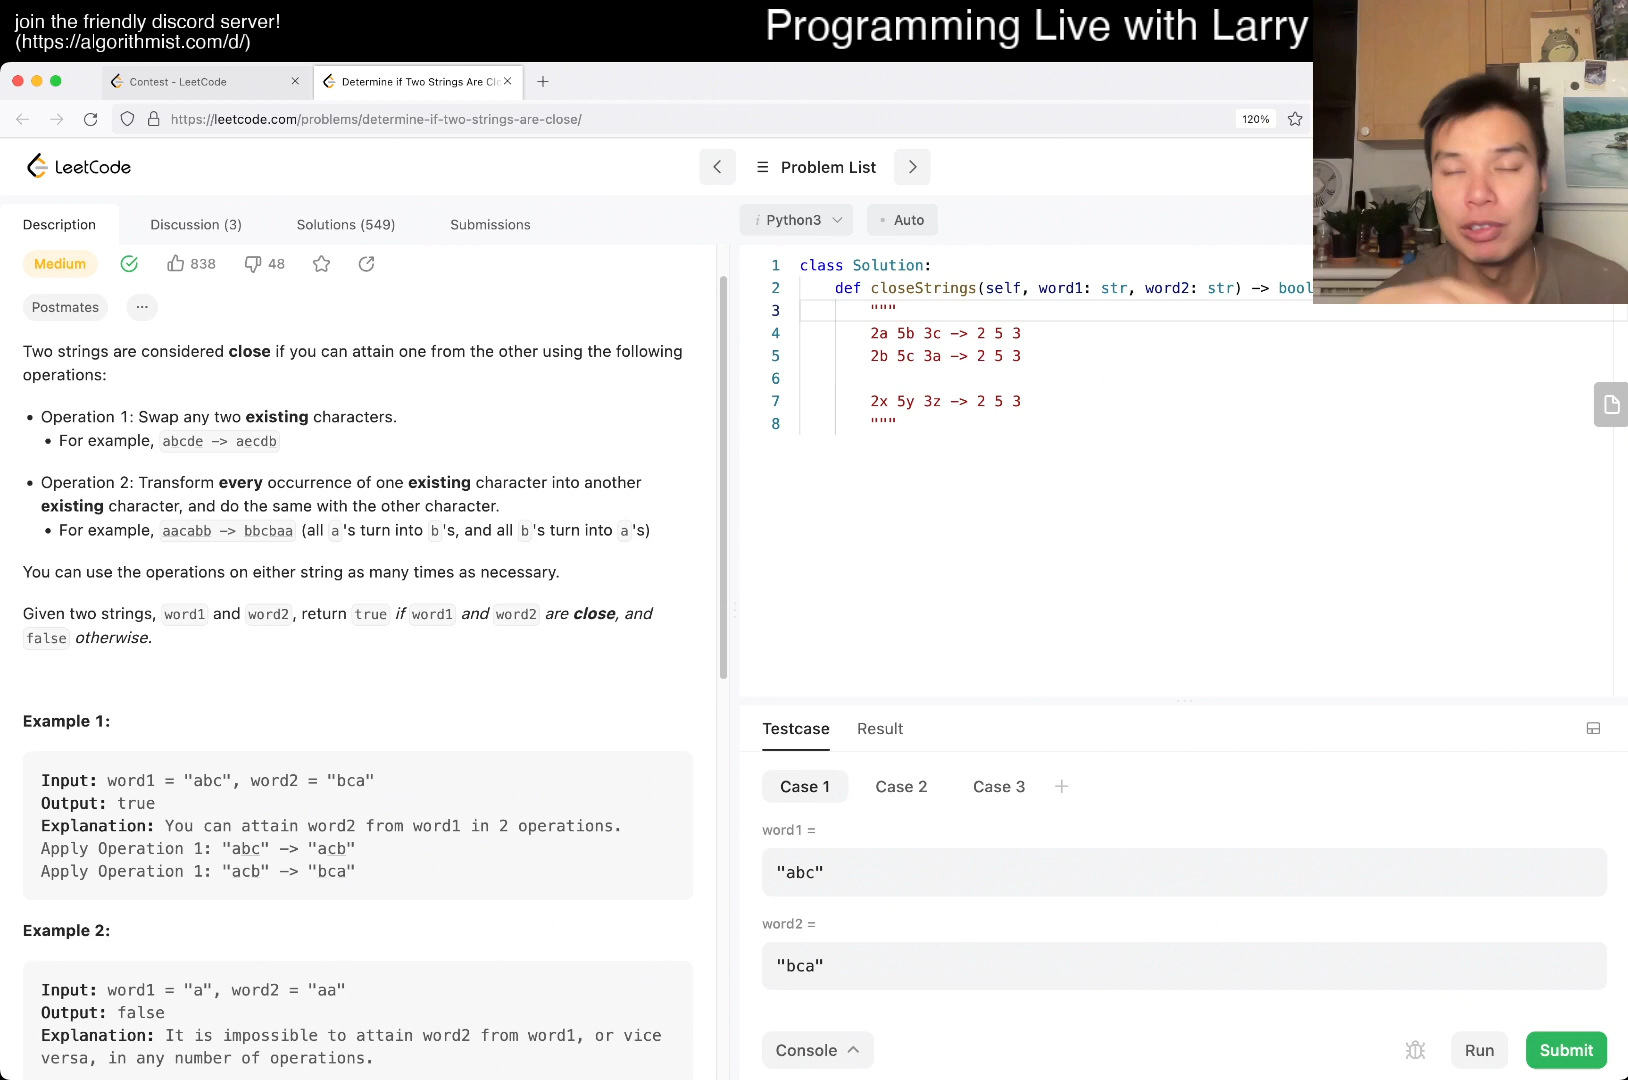 join the friendly discord server!
(https://algorithmist.com/d/)
Programming Live with Larry
Contest - LeetCode
Determine if Two Strings Are Clo
https://leetcode.com/problems/determine-if-two-strings-are-close/
120%
LeetCode
Problem List
Description
Discussion (3)
Solutions (549)
Submissions
i Python3
Auto
Medium
838
48
Postmates
...
Two strings are considered close if you can attain one from the other using the following
operations:
• Operation 1: Swap any two existing characters.
• For example, abcde -> aecdb
• Operation 2: Transform every occurrence of one existing character into another
existing character, and do the same with the other character.
• For example, aacabb -> bbcbaa (all a's turn into b's, and all b's turn into a's)
You can use the operations on either string as many times as necessary.
Given two strings, word1 and word2, return true if word1 and word2 are close, and
false otherwise.
Example 1:
Input: word1 = "abc", word2 = "bca"
Output: true
Explanation: You can attain word2 from word1 in 2 operations.
Apply Operation 1: "abc" -> "acb"
Apply Operation 1: "acb" -> "bca"
Example 2:
Input: word1 = "a", word2 = "aa"
Output: false
Explanation: It is impossible to attain word2 from word1, or vice
versa, in any number of operations.
1 class Solution:
2 def closeStrings(self, word1: str, word2: str) -> bool
3 """
4 2a 5b 3c -> 2 5 3
5 2b 5c 3a -> 2 5 3
6
7 2x 5y 3z -> 2 5 3
8 """
Testcase
Result
Case 1
Case 2
Case 3
word1 =
"abc"
word2 =
"bca"
Console
Run
Submit